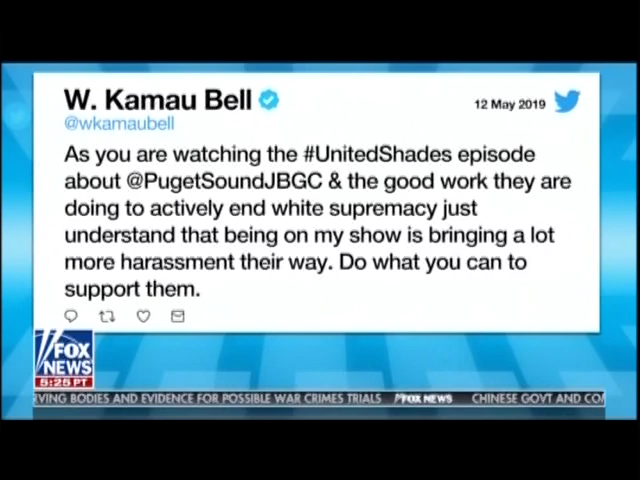 W. Kamau Bell
@wkamaubell
12 May 2019
As you are watching the #UnitedShades episode
about @PugetSoundJBGC & the good work they are
doing to actively end white supremacy just
understand that being on my show is bringing a lot
more harassment their way. Do what you can to
support them.
FOX
NEWS
5:25 PT
VING BODIES AND EVIDENCE FOR POSSIBLE WAR CRIMES TRIALS FOX NEWS CHINESE GOVT AND CO